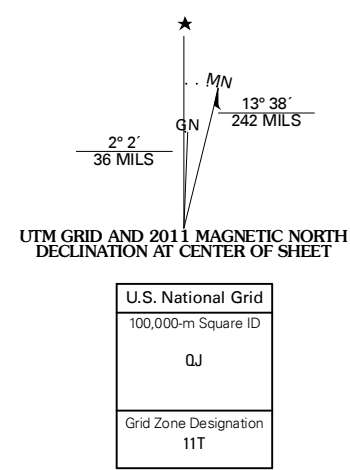 ★
MN
GN
13° 38´
242 MILS
2° 2´
36 MILS
UTM GRID AND 2011 MAGNETIC NORTH
DECLINATION AT CENTER OF SHEET
U.S. National Grid
100,000-m Square ID
QJ
Grid Zone Designation
11T